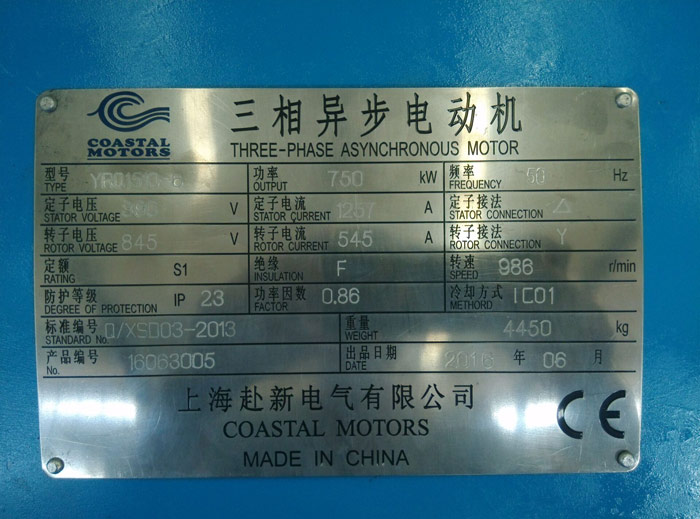 三相异步电动机
COASTAL MOTORS
THREE-PHASE ASYNCHRONOUS MOTOR
型号 TYPE 功率 OUTPUT 750 kW 频率 FREQUENCY 50 Hz
定子电压 STATOR VOLTAGE V 定子电流 STATOR CURRENT 1257 A 定子接法 STATOR CONNECTION △
转子电压 ROTOR VOLTAGE 845 V 转子电流 ROTOR CURRENT 545 A 转子接法 ROTOR CONNECTION Y
定额 RATING S1 绝缘 INSULATION F 转速 SPEED 986 r/min
防护等级 DEGREE OF PROTECTION IP 23 功率因数 FACTOR 0.86 冷却方式 METHORD IC01
标准编号 STANDARD No. Q/XSD03-2013 重量 WEIGHT 4450 kg
产品编号 No. 16063005 出品日期 DATE 2016 年 06 月
上海赴新电气有限公司
COASTAL MOTORS
MADE IN CHINA
CE